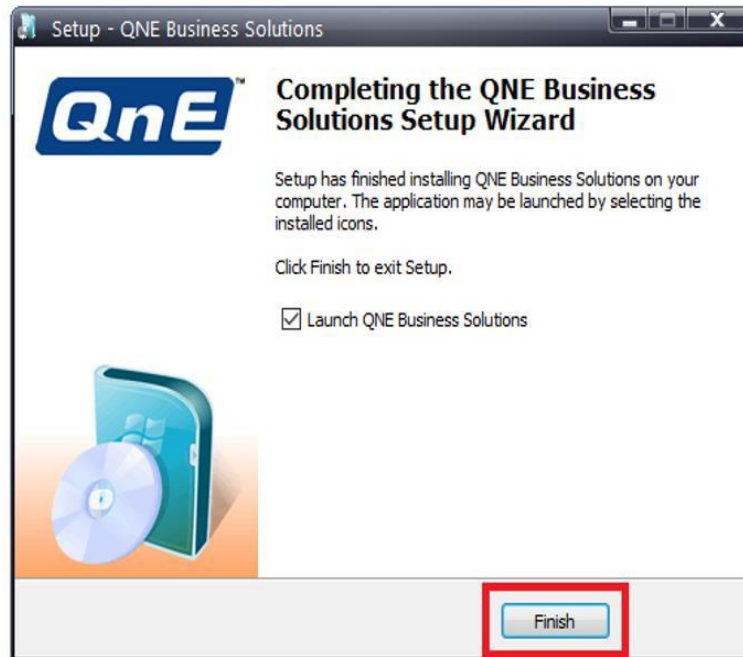 Setup - QNE Business Solutions
X
QnE™
Completing the QNE Business
Solutions Setup Wizard
Setup has finished installing QNE Business Solutions on your
computer. The application may be launched by selecting the
installed icons.
Click Finish to exit Setup.
Launch QNE Business Solutions
Finish